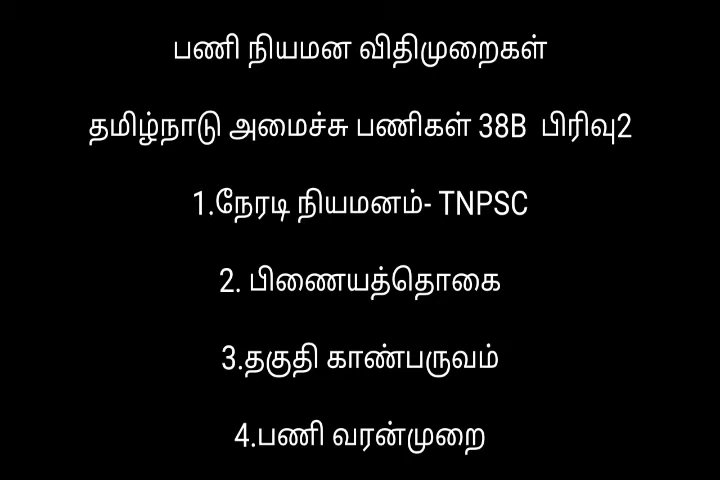 பணி நியமன விதிமுறைகள்
தமிழ்நாடு அமைச்சு பணிகள் 38B பிரிவு2
1.நேரடி நியமனம்- TNPSC
2. பிணையத்தொகை
3.தகுதி காண்பருவம்
4.பணி வரன்முறை